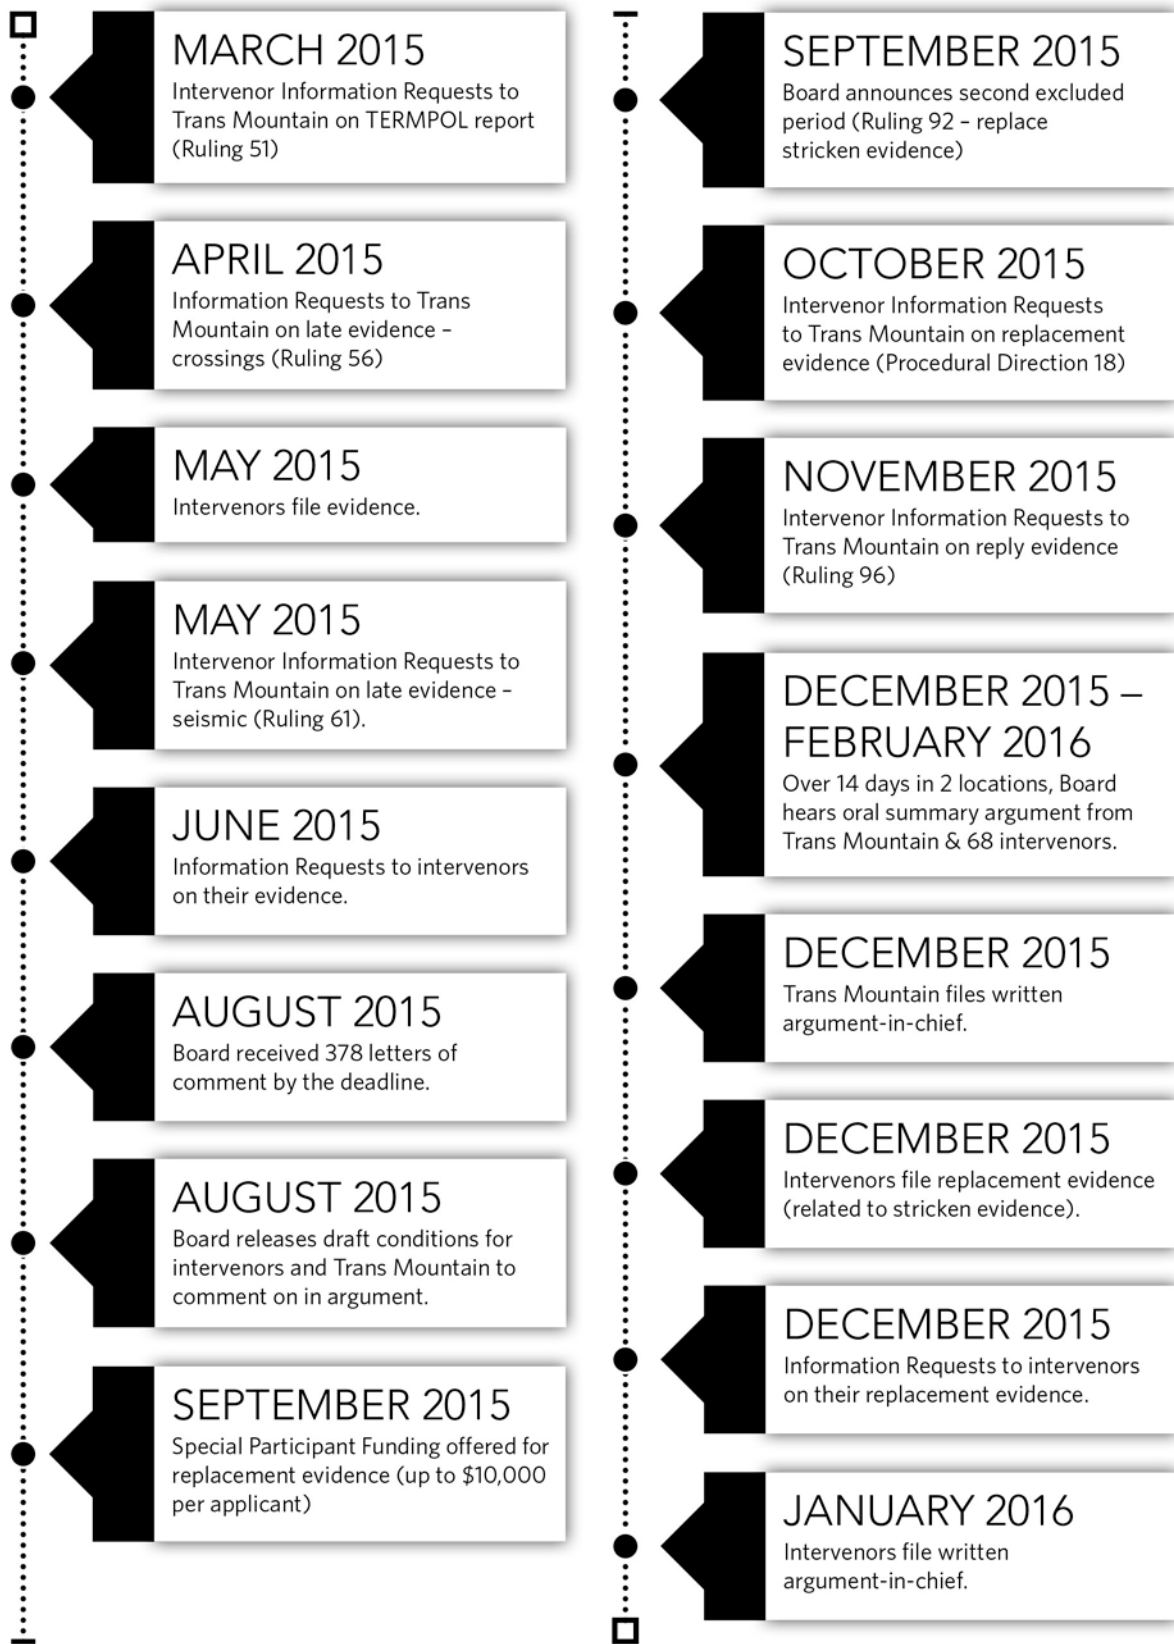 MARCH 2015
Intervenor Information Requests to
Trans Mountain on TERMPOL report
(Ruling 51)
APRIL 2015
Information Requests to Trans
Mountain on late evidence –
crossings (Ruling 56)
MAY 2015
Intervenors file evidence.
MAY 2015
Intervenor Information Requests to
Trans Mountain on late evidence –
seismic (Ruling 61).
JUNE 2015
Information Requests to intervenors
on their evidence.
AUGUST 2015
Board received 378 letters of
comment by the deadline.
AUGUST 2015
Board releases draft conditions for
intervenors and Trans Mountain to
comment on in argument.
SEPTEMBER 2015
Special Participant Funding offered for
replacement evidence (up to $10,000
per applicant)
SEPTEMBER 2015
Board announces second excluded
period (Ruling 92 – replace
stricken evidence)
OCTOBER 2015
Intervenor Information Requests
to Trans Mountain on replacement
evidence (Procedural Direction 18)
NOVEMBER 2015
Intervenor Information Requests to
Trans Mountain on reply evidence
(Ruling 96)
DECEMBER 2015 –
FEBRUARY 2016
Over 14 days in 2 locations, Board
hears oral summary argument from
Trans Mountain & 68 intervenors.
DECEMBER 2015
Trans Mountain files written
argument-in-chief.
DECEMBER 2015
Intervenors file replacement evidence
(related to stricken evidence).
DECEMBER 2015
Information Requests to intervenors
on their replacement evidence.
JANUARY 2016
Intervenors file written
argument-in-chief.